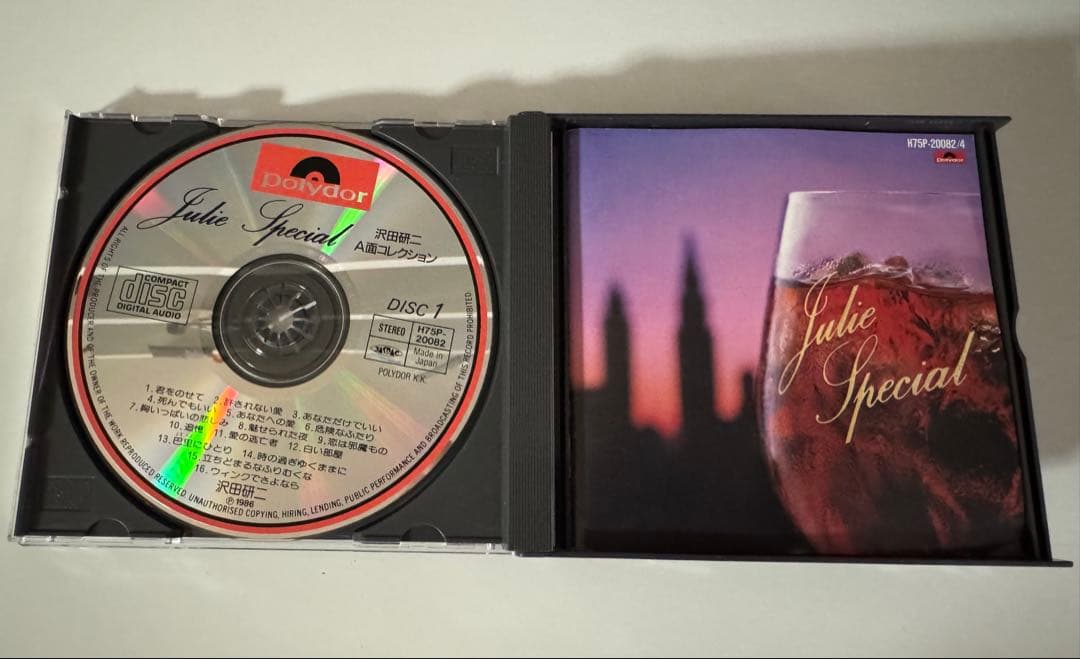 polydor
Julie Special
沢田研二
A面コレクション
COMPACT
disc
DIGITAL AUDIO
DISC 1
STEREO
H75P-
20082
JASRAC
Made in
Japan
POLYDOR K.K.
1. 君をのせて 2. 許されない愛 3. あなただけでいい
4. 死んでもいい 5. あなたへの愛 6. 危険なふたり
7. 胸いっぱいの悲しみ 8. 魅せられた夜 9. 恋は邪魔もの
10. 追憶 11. 愛の逃亡者 12. 白い部屋
13. 巴里にひとり 14. 時の過ぎゆくままに
15. 立ちどまるなふりむくな
16. ウィンクでさよなら
沢田研二
℗1986
ALL RIGHTS OF THE PRODUCER AND OF THE OWNER OF THE WORK REPRODUCED RESERVED. UNAUTHORISED COPYING, HIRING, LENDING, PUBLIC PERFORMANCE AND BROADCASTING OF THIS RECORD PROHIBITED
H75P-20082/4
polydor
Julie
Special